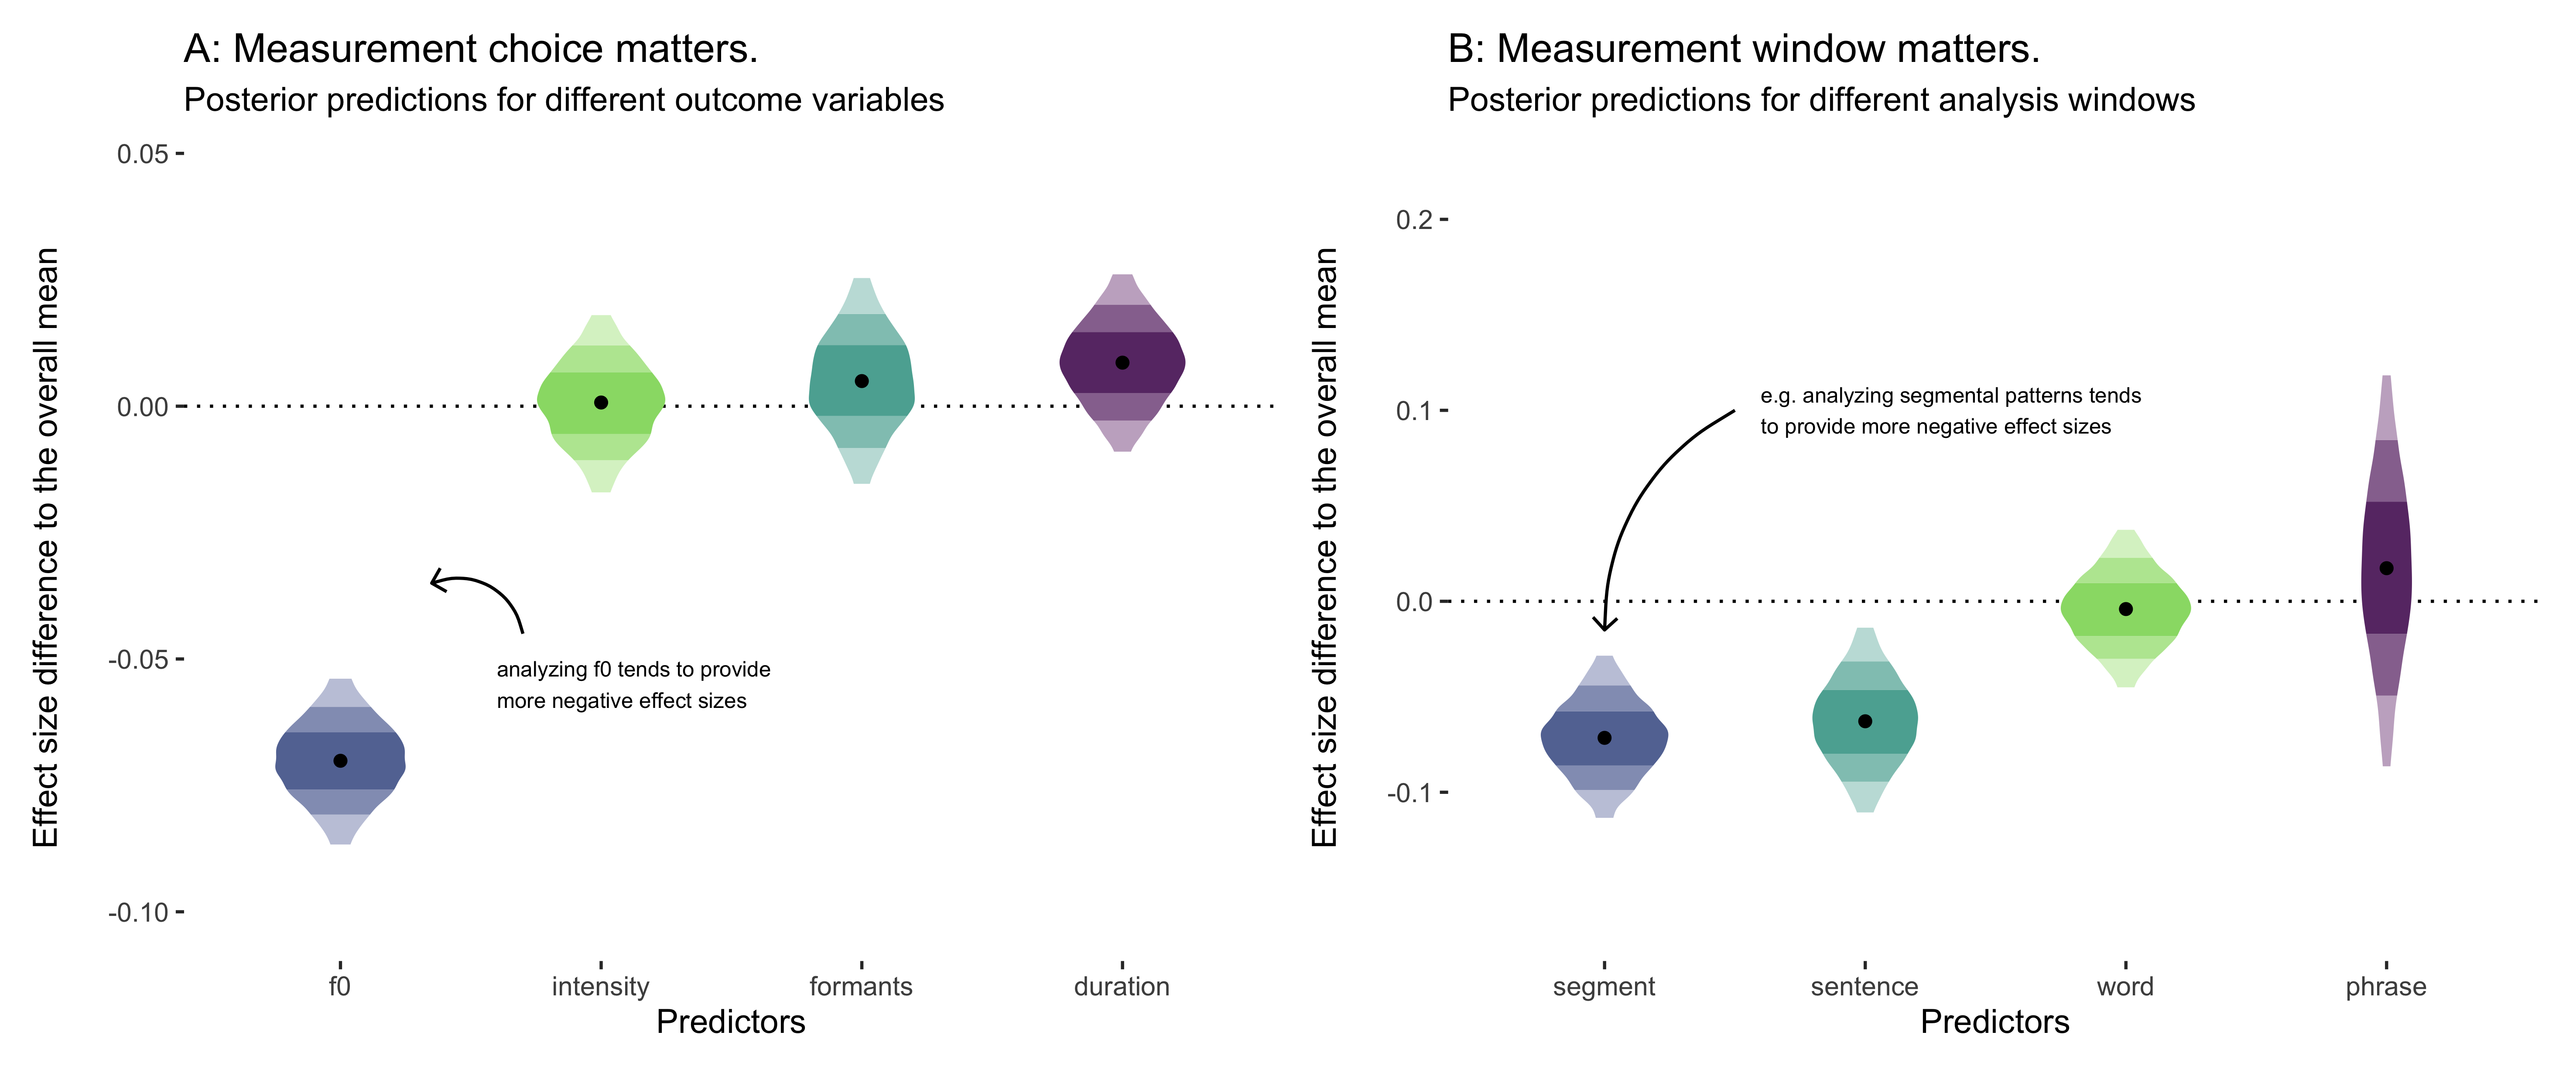 A: Measurement choice matters.
Posterior predictions for different outcome variables
Effect size difference to the overall mean
0.05
0.00
-0.05
-0.10
analyzing f0 tends to provide
more negative effect sizes
f0
intensity
formants
duration
Predictors
B: Measurement window matters.
Posterior predictions for different analysis windows
Effect size difference to the overall mean
0.2
0.1
0.0
-0.1
e.g. analyzing segmental patterns tends
to provide more negative effect sizes
segment
sentence
word
phrase
Predictors